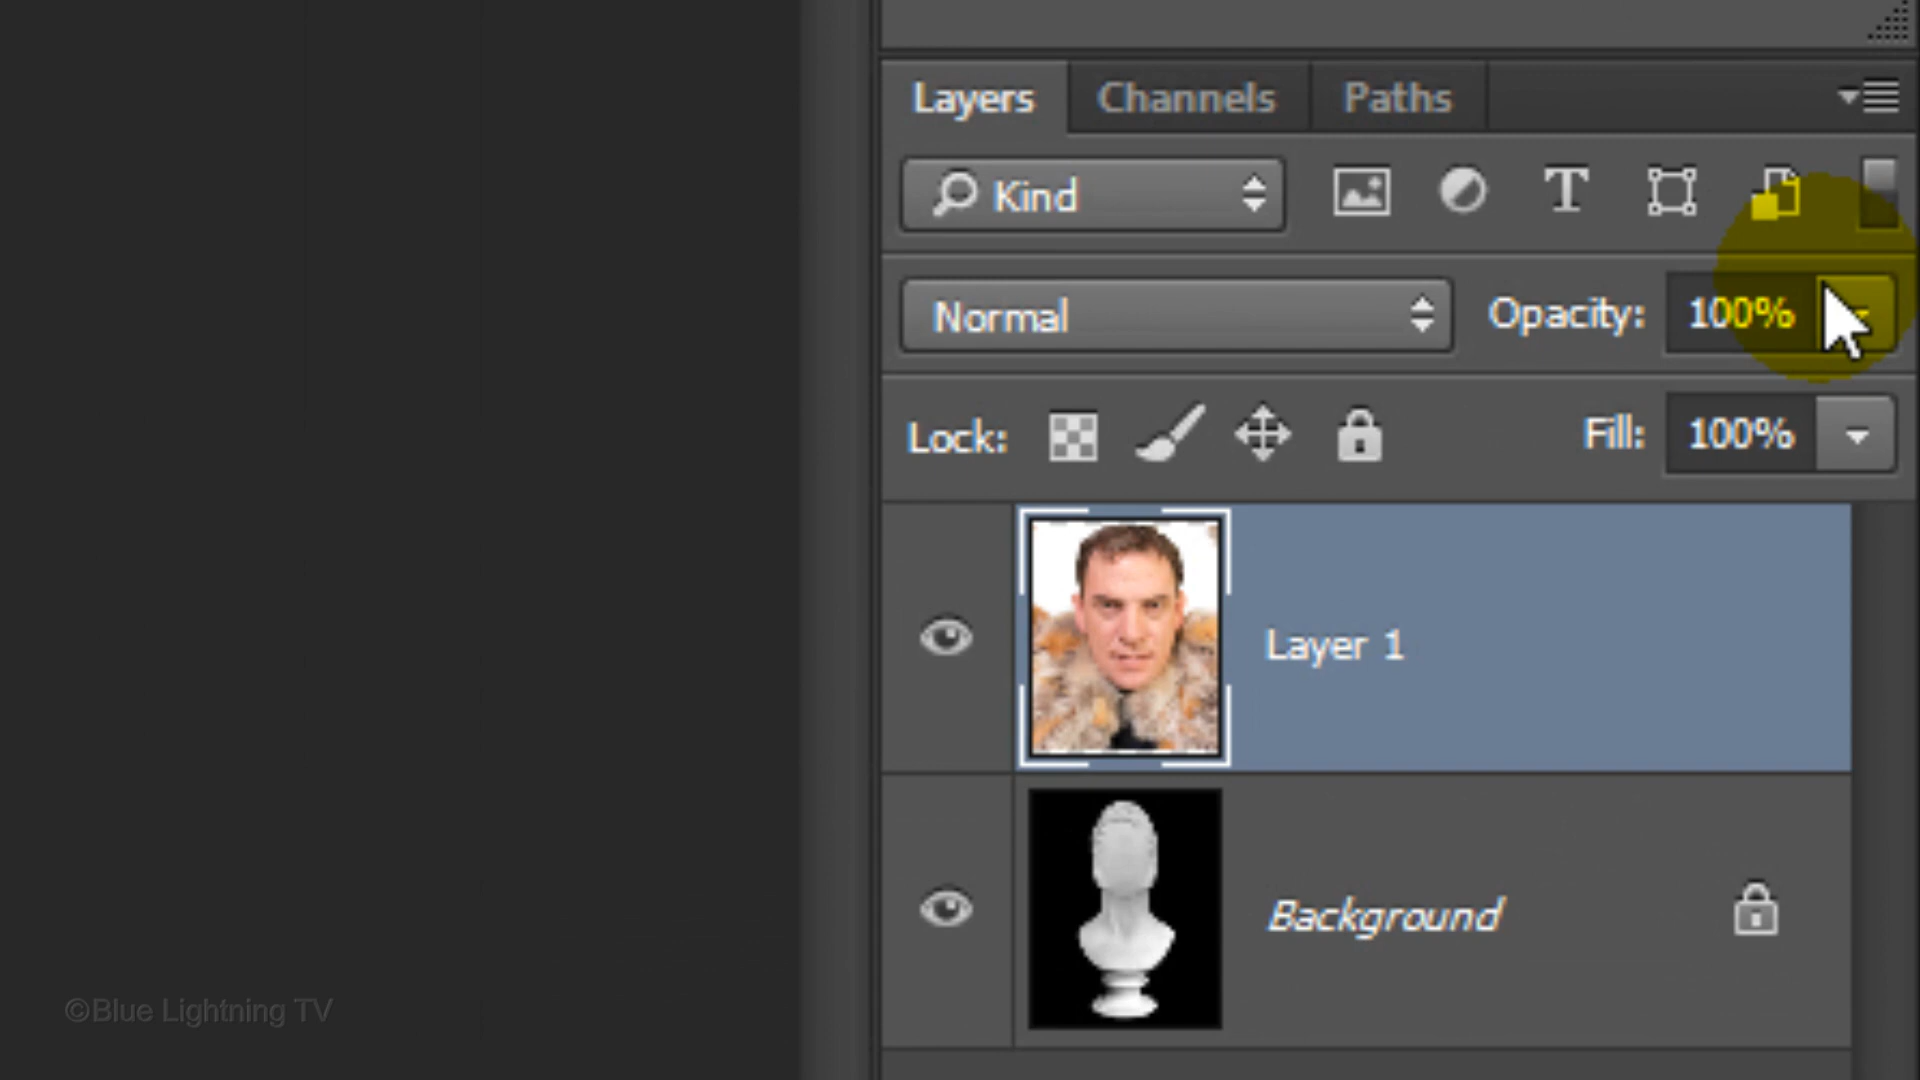 Layers Channels Paths
Kind T
Normal Opacity: 100%
Lock: Fill: 100%
Layer 1
Background
©Blue Lightning TV